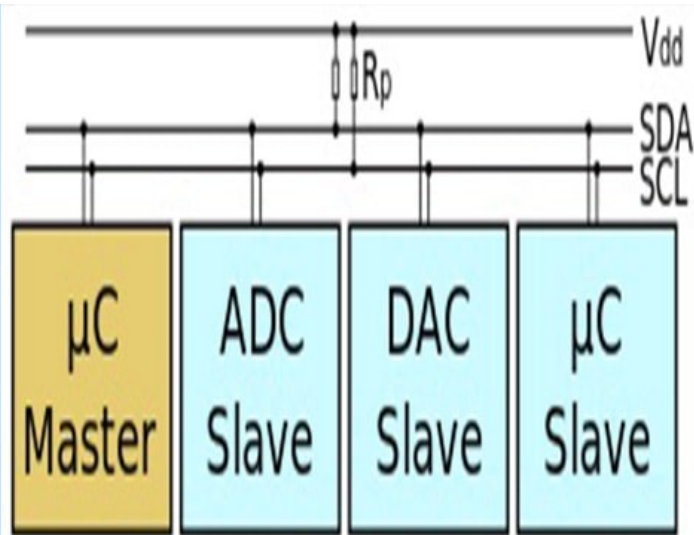 Vdd
Rp
SDA
SCL
µC
Master
ADC
Slave
DAC
Slave
µC
Slave